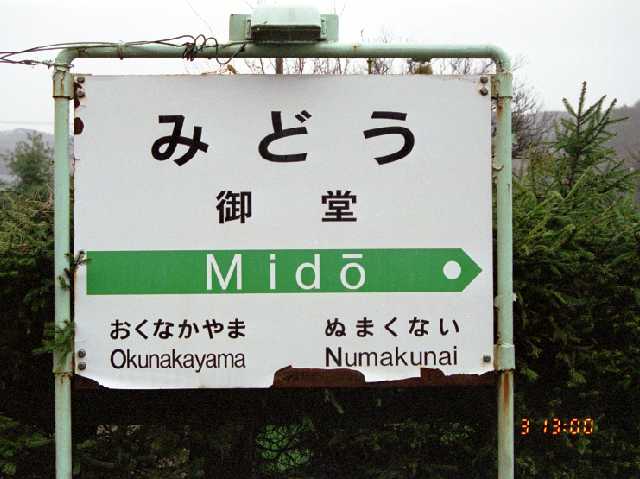 みどう
御堂
Midō
おくなかやま ぬまくない
Okunakayama Numakunai
3 13:00